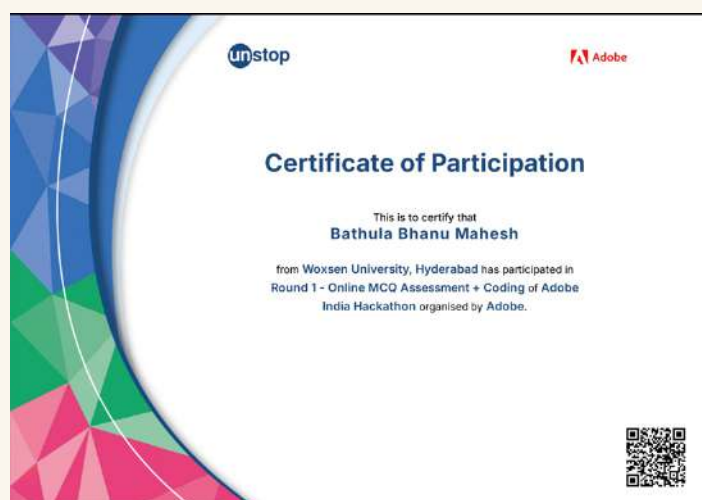 unstop
Adobe
Certificate of Participation
This is to certify that
Bathula Bhanu Mahesh
from Woxsen University, Hyderabad has participated in
Round 1 - Online MCQ Assessment + Coding of Adobe
India Hackathon organised by Adobe.